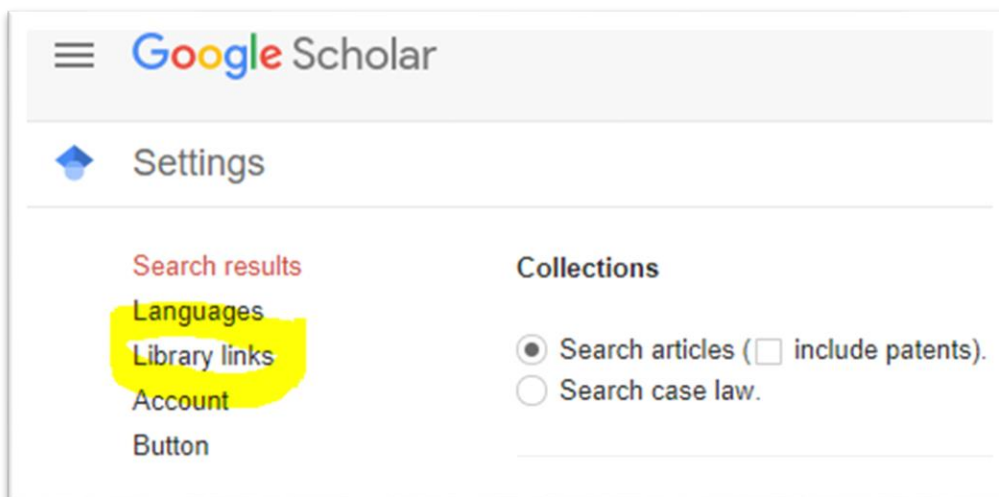 Google Scholar
Settings
Search results
Languages
Library links
Account
Button
Collections
Search articles ( include patents).
Search case law.